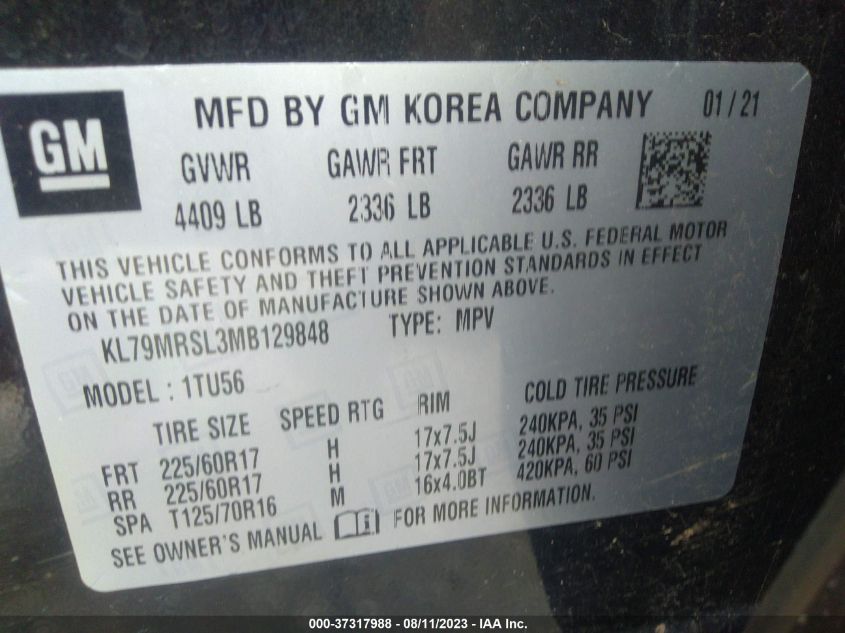 GM
MFD BY GM KOREA COMPANY 01/21
GVWR GAWR FRT GAWR RR
4409 LB 2336 LB 2336 LB
THIS VEHICLE CONFORMS TO ALL APPLICABLE U.S. FEDERAL MOTOR
VEHICLE SAFETY AND THEFT PREVENTION STANDARDS IN EFFECT
ON THE DATE OF MANUFACTURE SHOWN ABOVE.
KL79MRSL3MB129848 TYPE: MPV
MODEL : 1TU56
TIRE SIZE SPEED RTG RIM COLD TIRE PRESSURE
FRT 225/60R17 H 17x7.5J 240KPA, 35 PSI
RR 225/60R17 H 17x7.5J 240KPA, 35 PSI
SPA T125/70R16 M 16x4.0BT 420KPA, 60 PSI
SEE OWNER'S MANUAL FOR MORE INFORMATION.
000-37317988 - 08/11/2023 - IAA Inc.